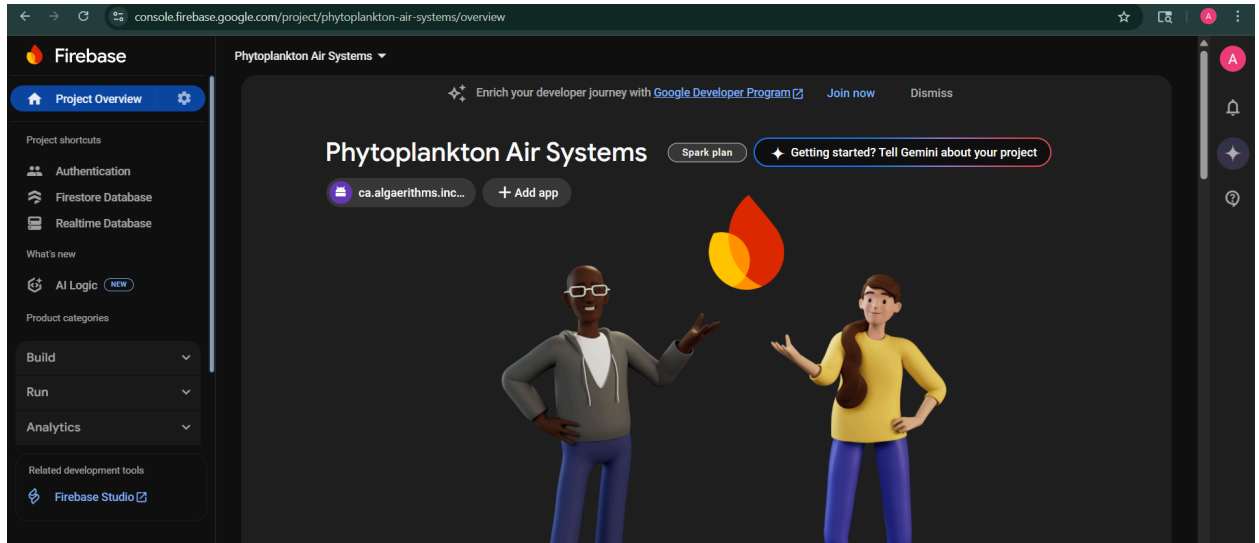 console.firebase.google.com/project/phytoplankton-air-systems/overview
A
Firebase
Phytoplankton Air Systems
A
Project Overview
Enrich your developer journey with Google Developer Program Join now Dismiss
Project shortcuts
Authentication
Firestore Database
Realtime Database
What's new
AI Logic NEW
Product categories
Build
Run
Analytics
Related development tools
Firebase Studio
Phytoplankton Air Systems Spark plan Getting started? Tell Gemini about your project
ca.algaerithms.inc... + Add app